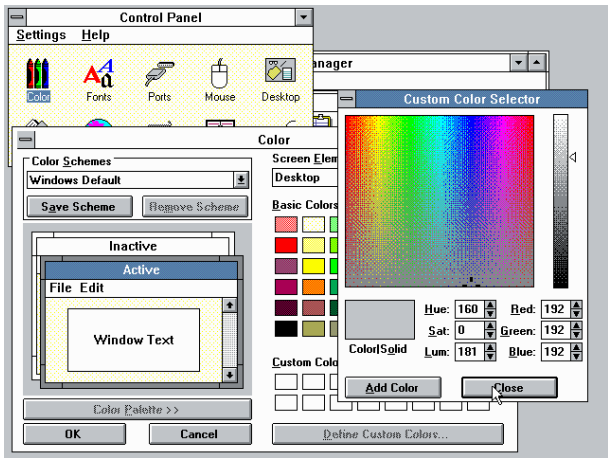 Control Panel
Settings Help
Color Fonts Ports Mouse Desktop
anager
Color
Color Schemes
Windows Default
Save Scheme Remove Scheme
Inactive
Active
File Edit
Window Text
Color Palette >>
OK Cancel
Screen Elem
Desktop
Basic Colors
Custom Colo
Define Custom Colors...
Custom Color Selector
Color|Solid
Hue: 160 Red: 192
Sat: 0 Green: 192
Lum: 181 Blue: 192
Add Color Close